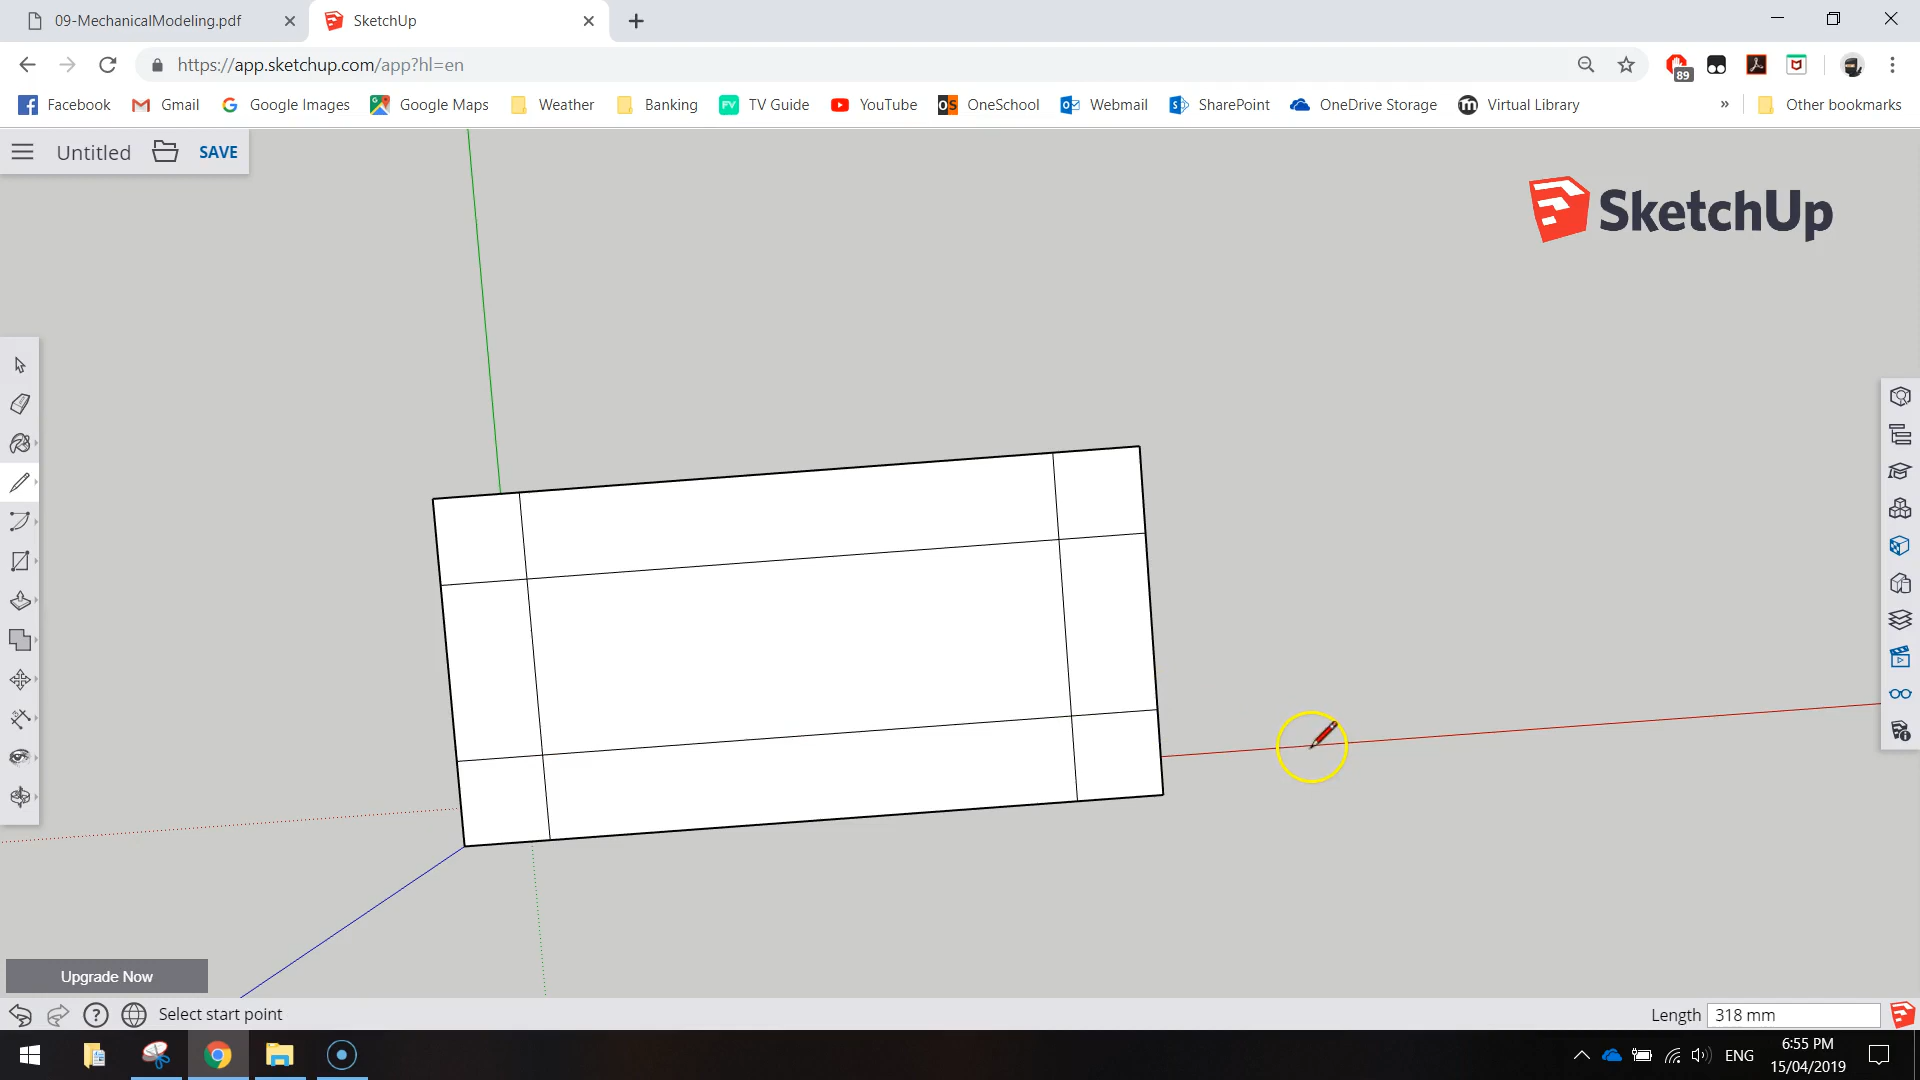 09-MechanicalModeling.pdf
SketchUp
https://app.sketchup.com/app?hl=en
89
Facebook
Gmail
Google Images
Google Maps
Weather
Banking
FV
TV Guide
YouTube
OS
OneSchool
Webmail
SharePoint
OneDrive Storage
Virtual Library
»
Other bookmarks
Untitled
SAVE
SketchUp
Upgrade Now
Select start point
Length
318 mm
ENG
6:55 PM
15/04/2019